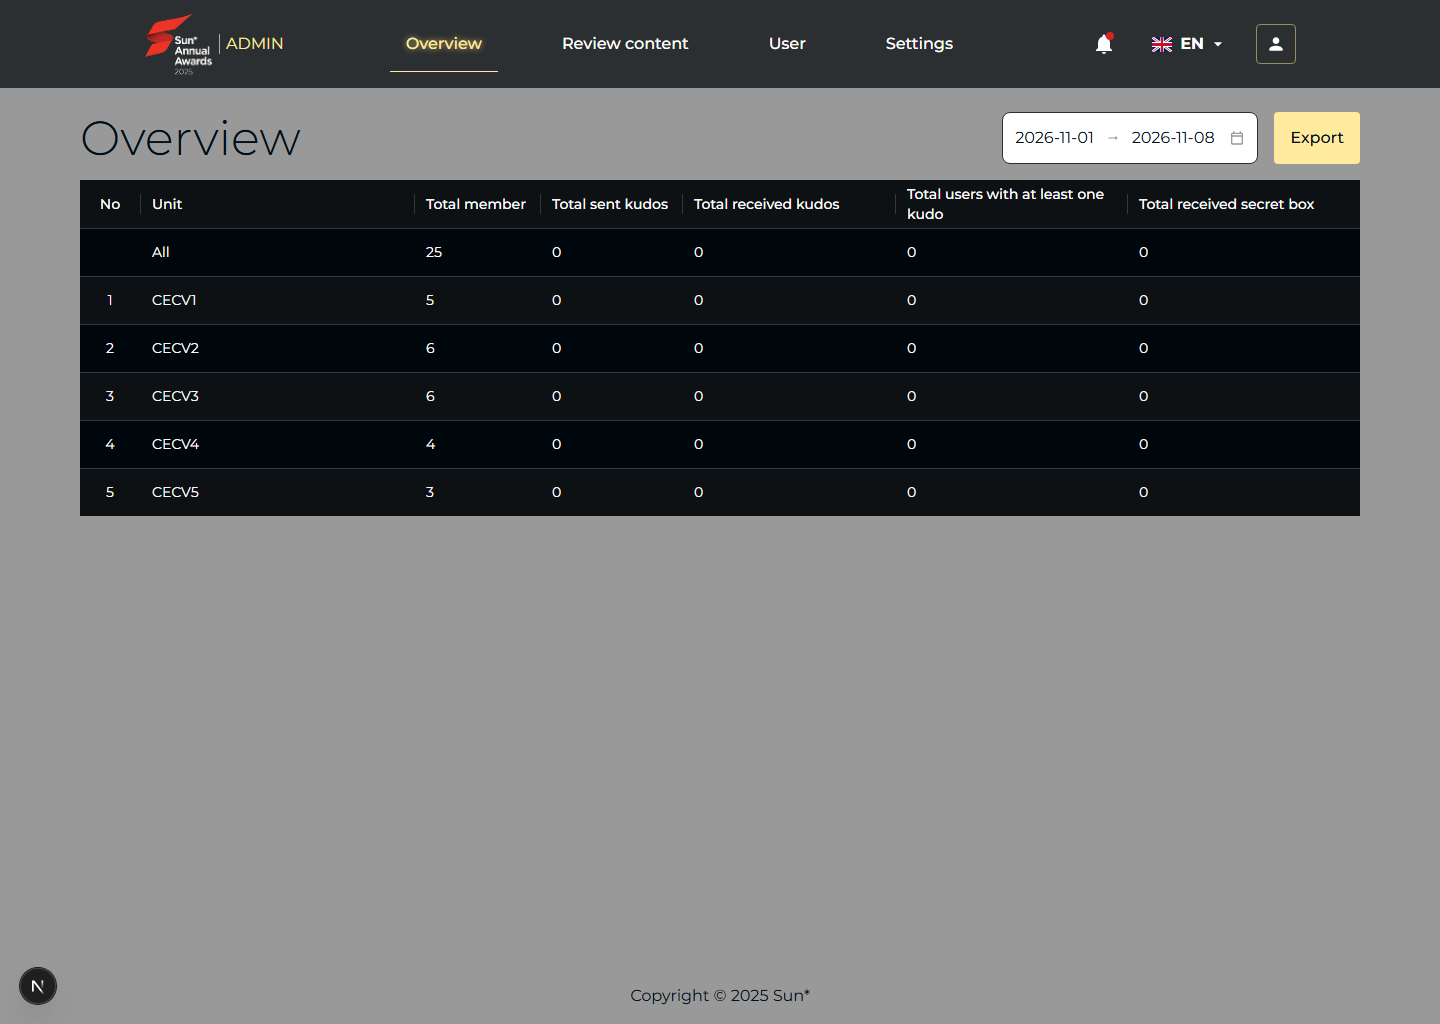 Sun*
Annual
Awards
2025
ADMIN
Overview
Review content
User
Settings
EN
Overview
2026-11-01 → 2026-11-08
Export
No Unit Total member Total sent kudos Total received kudos Total users with at least one kudo Total received secret box
All 25 0 0 0 0
1 CECV1 5 0 0 0 0
2 CECV2 6 0 0 0 0
3 CECV3 6 0 0 0 0
4 CECV4 4 0 0 0 0
5 CECV5 3 0 0 0 0
N
Copyright © 2025 Sun*